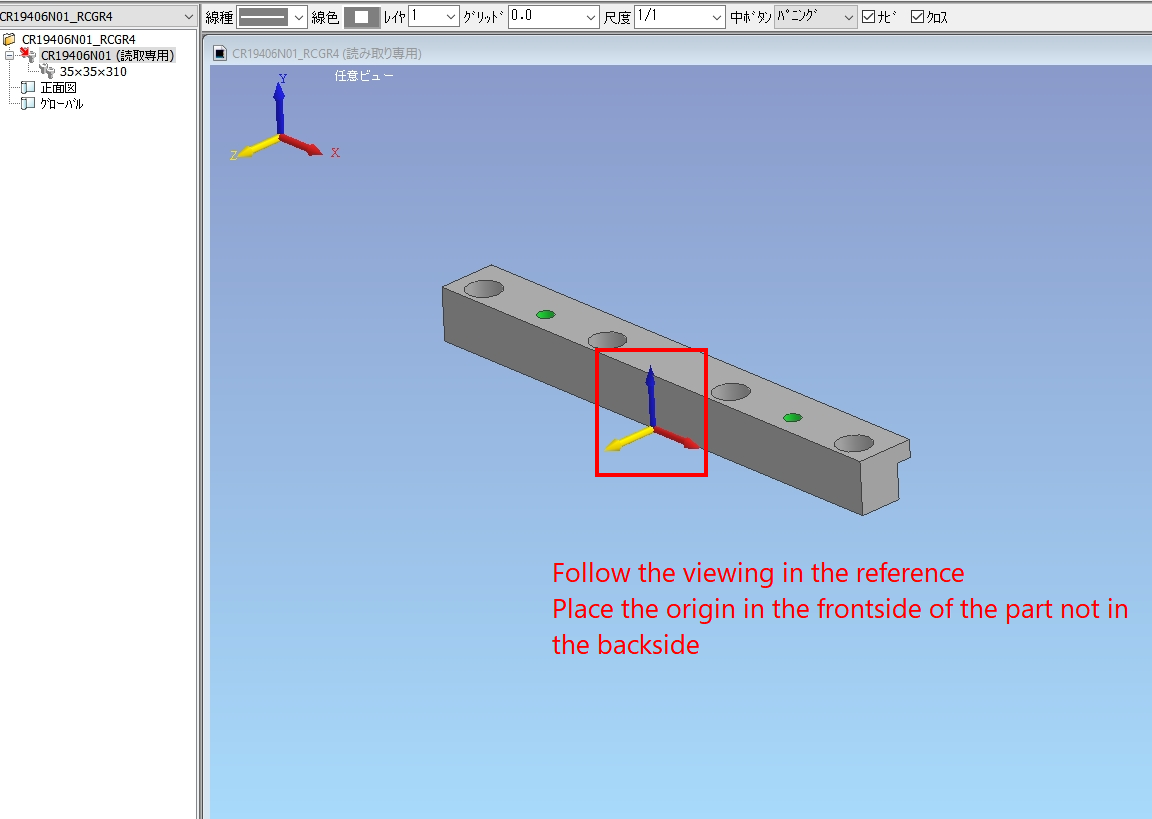 CR19406N01_RCGR4
線種
線色
レイヤ 1
グリッド 0.0
尺度 1/1
中ボタン パニング
ナビ
クロス
CR19406N01_RCGR4
CR19406N01 (読取専用)
35×35×310
正面図
グローバル
CR19406N01_RCGR4 (読み取り専用)
任意ビュー
Y
Z
X
Follow the viewing in the reference
Place the origin in the frontside of the part not in
the backside